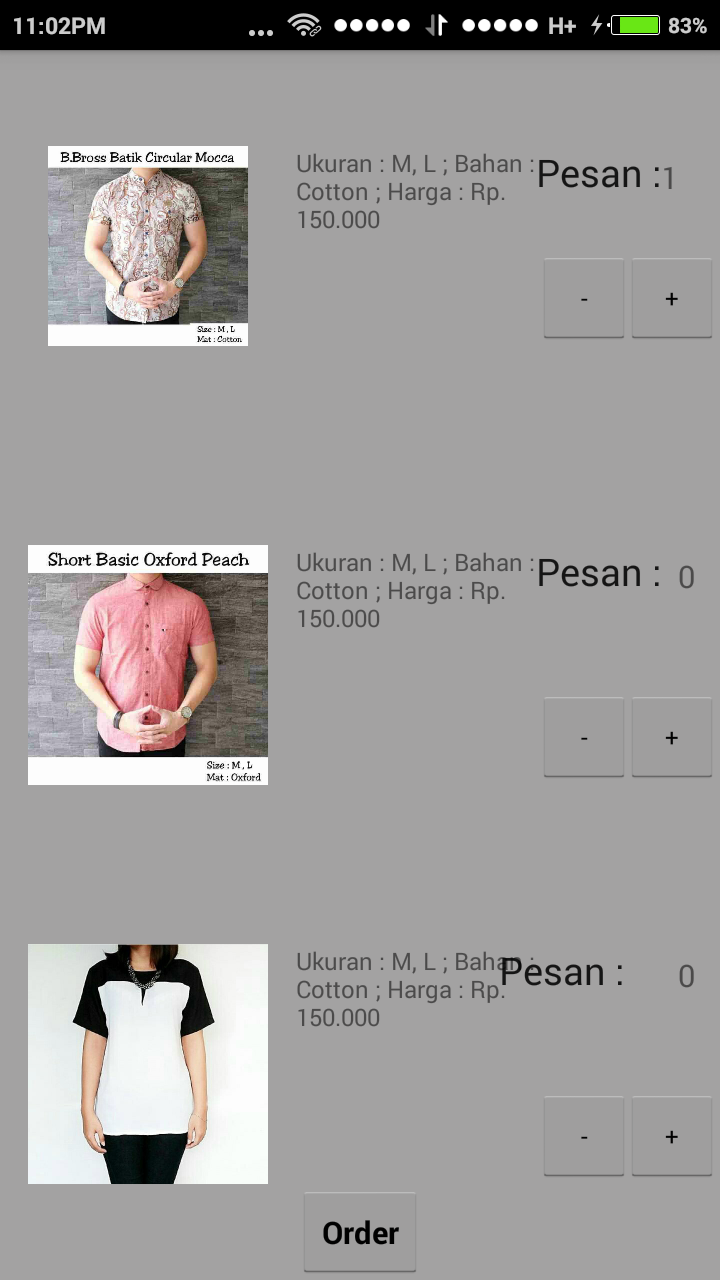 11:02PM
H+
83%
B.Bross Batik Circular Mocca
Size : M , L
Mat : Cotton
Ukuran : M, L ; Bahan :
Cotton ; Harga : Rp.
150.000
Pesan :
1
-
+
Short Basic Oxford Peach
Size : M , L
Mat : Oxford
Ukuran : M, L ; Bahan :
Cotton ; Harga : Rp.
150.000
Pesan :
0
-
+
Ukuran : M, L ; Bahan :
Cotton ; Harga : Rp.
150.000
Pesan :
0
-
+
Order